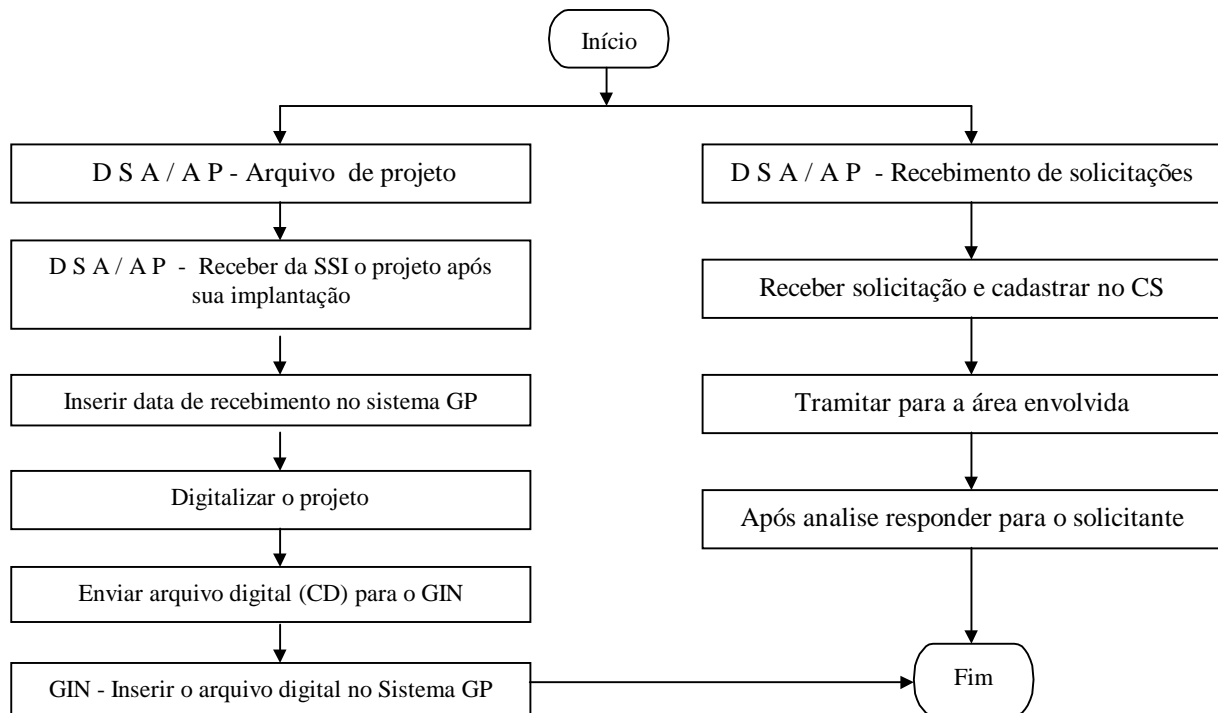 Início
D S A / A P - Arquivo de projeto
D S A / A P - Receber da SSI o projeto após
sua implantação
Inserir data de recebimento no sistema GP
Digitalizar o projeto
Enviar arquivo digital (CD) para o GIN
GIN - Inserir o arquivo digital no Sistema GP
D S A / A P - Recebimento de solicitações
Receber solicitação e cadastrar no CS
Tramitar para a área envolvida
Após analise responder para o solicitante
Fim